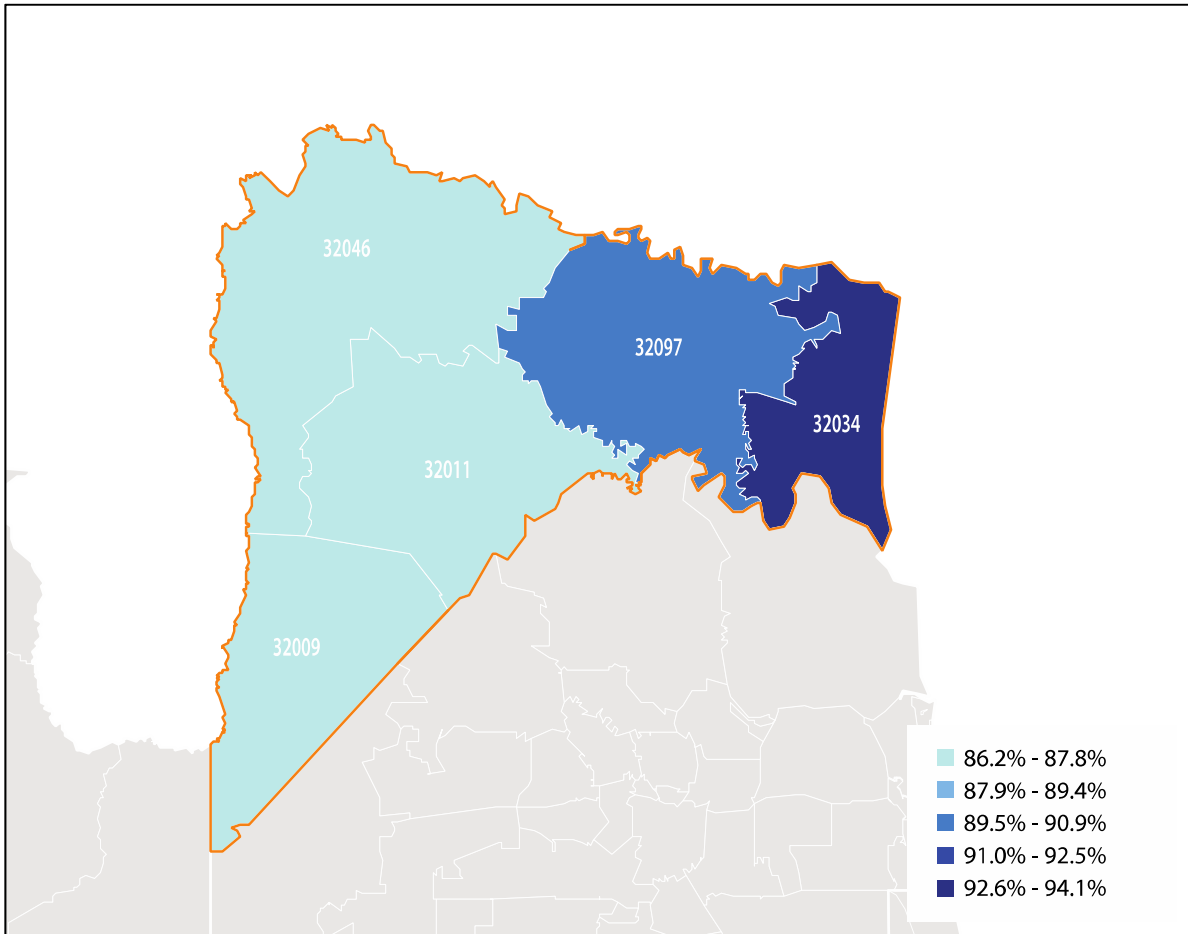 32046
32097
32034
32011
32009
86.2% - 87.8%
87.9% - 89.4%
89.5% - 90.9%
91.0% - 92.5%
92.6% - 94.1%